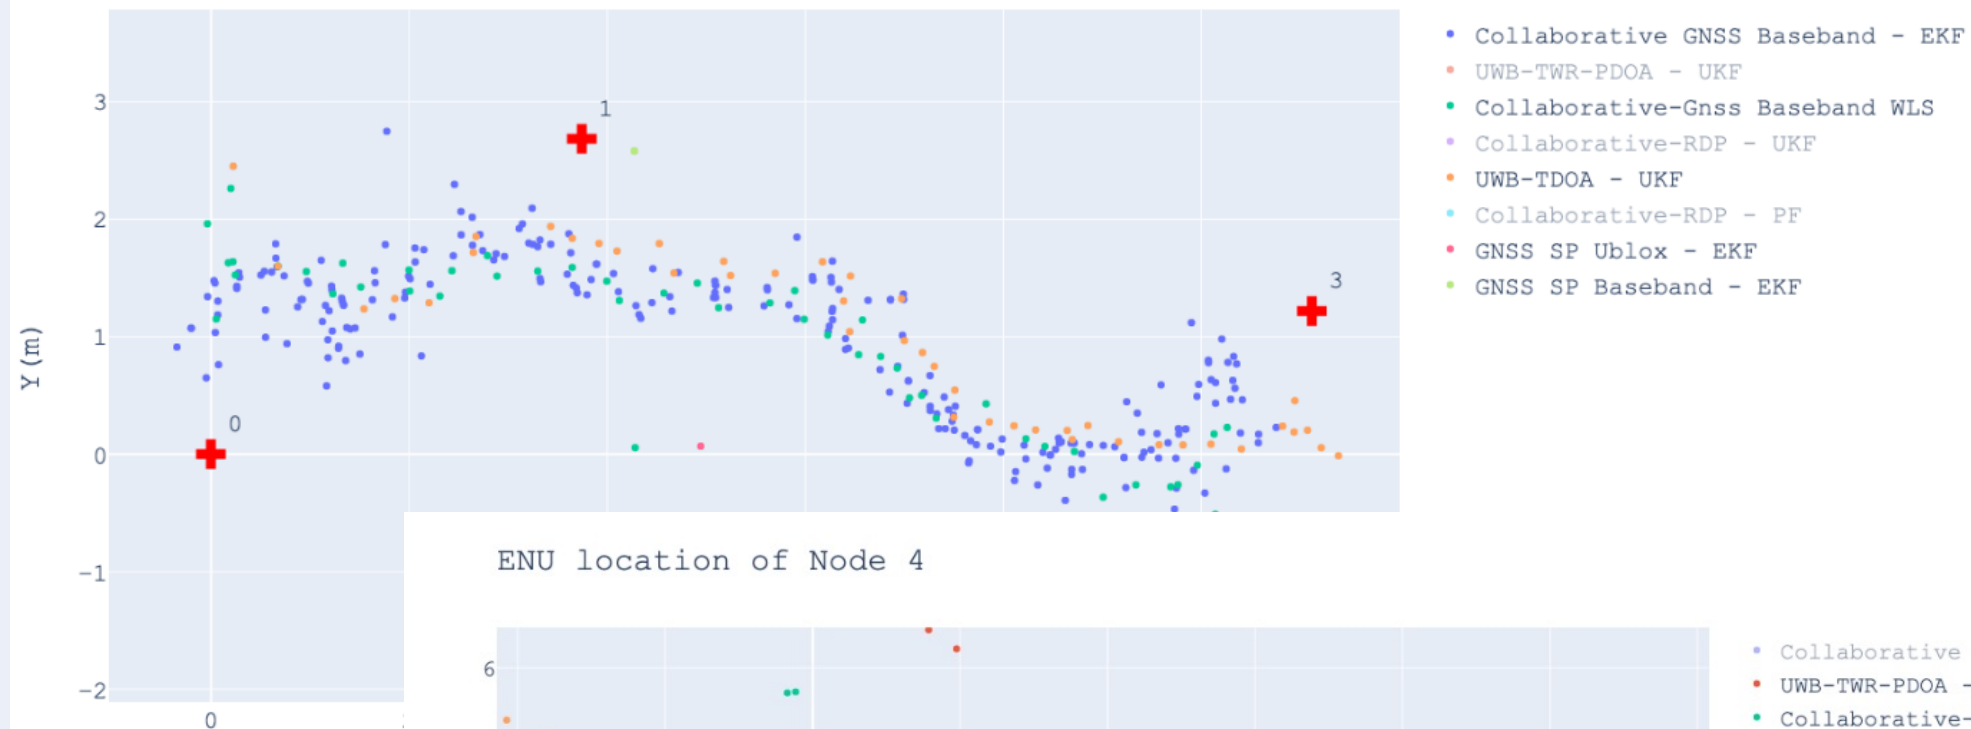 Collaborative GNSS Baseband - EKF
UWB-TWR-PDOA - UKF
Collaborative-Gnss Baseband WLS
Collaborative-RDP - UKF
UWB-TDOA - UKF
Collaborative-RDP - PF
GNSS SP Ublox - EKF
GNSS SP Baseband - EKF
3
2
1
0
−1
−2
Y(m)
0
1
3
0
ENU location of Node 4
6
Collaborative
UWB-TWR-PDOA -
Collaborative-